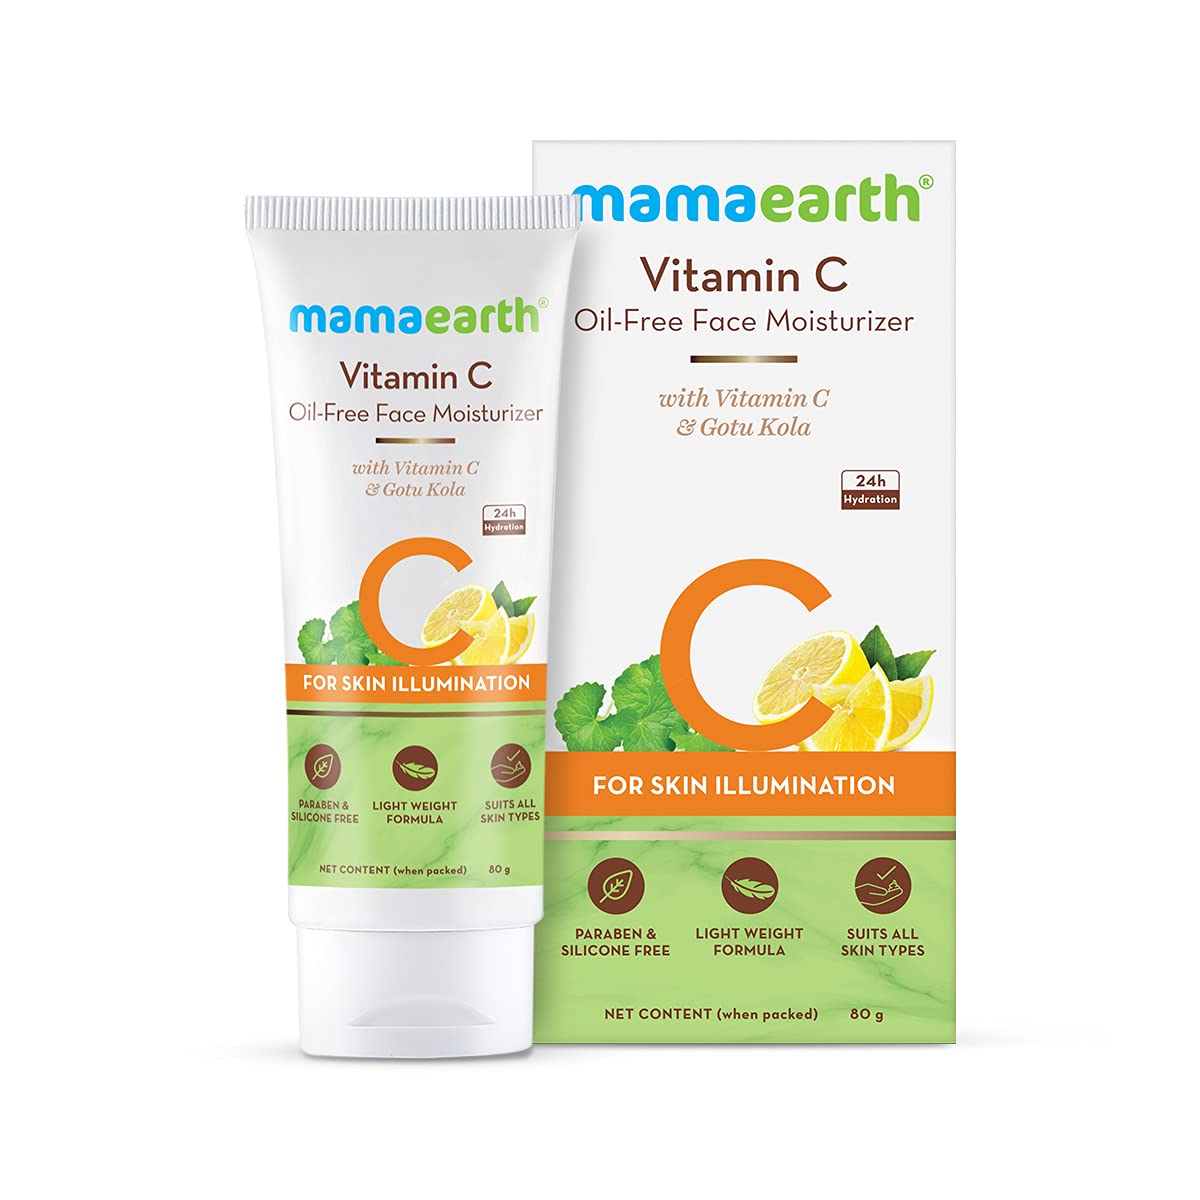 mamaearth®
Vitamin C
Oil-Free Face Moisturizer
with Vitamin C
& Gotu Kola
24h
Hydration
C
FOR SKIN ILLUMINATION
PARABEN &
SILICONE FREE
LIGHT WEIGHT
FORMULA
SUITS ALL
SKIN TYPES
NET CONTENT (when packed) 80 g
mamaearth®
Vitamin C
Oil-Free Face Moisturizer
with Vitamin C
& Gotu Kola
24h
Hydration
C
FOR SKIN ILLUMINATION
PARABEN &
SILICONE FREE
LIGHT WEIGHT
FORMULA
SUITS ALL
SKIN TYPES
NET CONTENT (when packed) 80 g